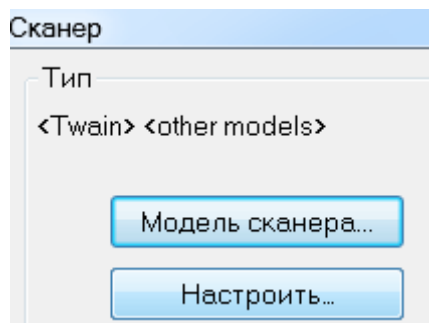 Сканер
Тип
<Twain> <other models>
Модель сканера...
Настроить...